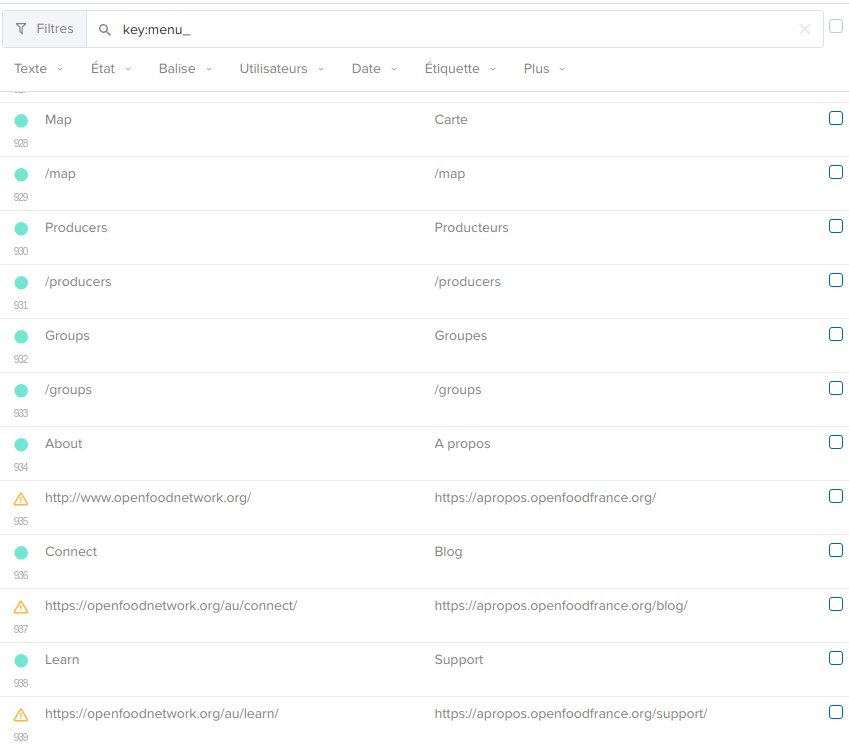 Filtres key:menu_
Texte État Balise Utilisateurs Date Étiquette Plus
Map Carte
928
/map /map
929
Producers Producteurs
930
/producers /producers
931
Groups Groupes
932
/groups /groups
933
About A propos
934
http://www.openfoodnetwork.org/ https://apropos.openfoodfrance.org/
935
Connect Blog
936
https://openfoodnetwork.org/au/connect/ https://apropos.openfoodfrance.org/blog/
937
Learn Support
938
https://openfoodnetwork.org/au/learn/ https://apropos.openfoodfrance.org/support/
939